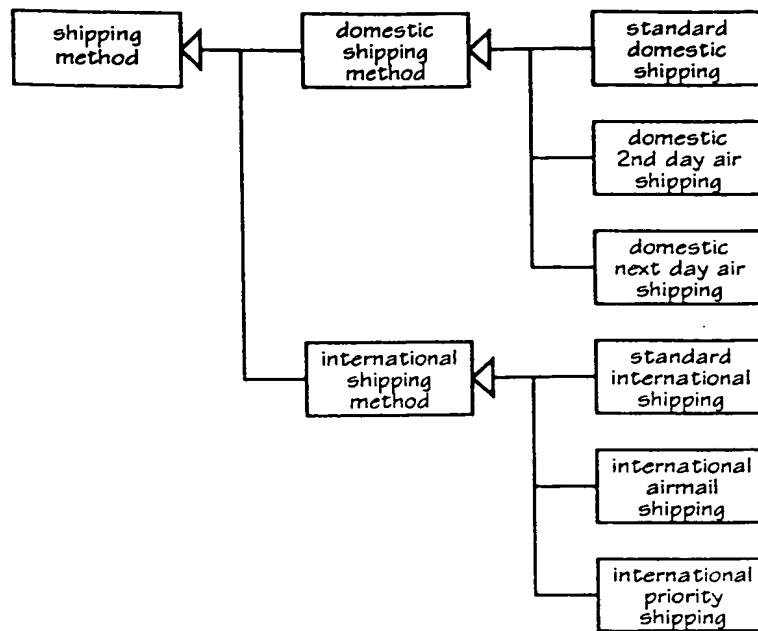 shipping
method
domestic
shipping
method
standard
domestic
shipping
domestic
2nd day air
shipping
domestic
next day air
shipping
international
shipping
method
standard
international
shipping
international
airmail
shipping
international
priority
shipping